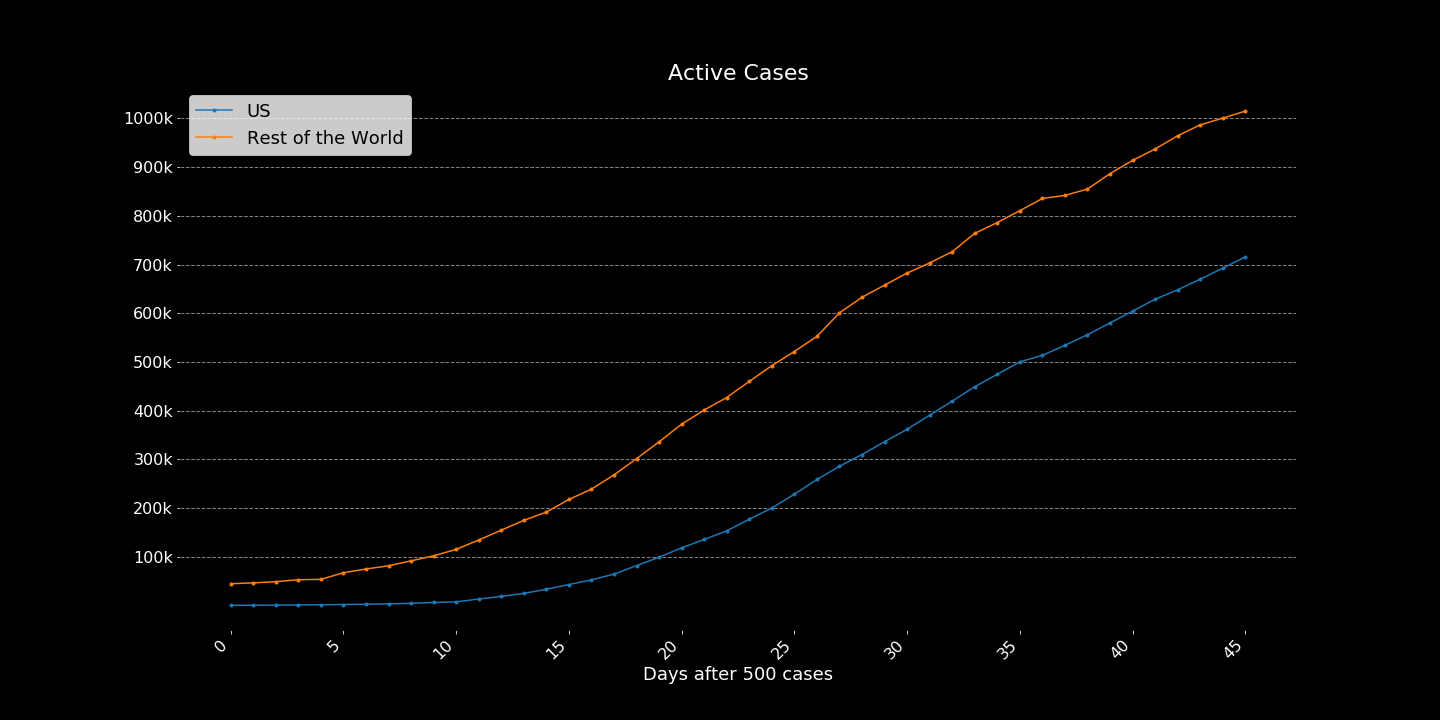 Active Cases
US
Rest of the World
1000k
900k
800k
700k
600k
500k
400k
300k
200k
100k
0
5
10
15
20
25
30
35
40
45
Days after 500 cases